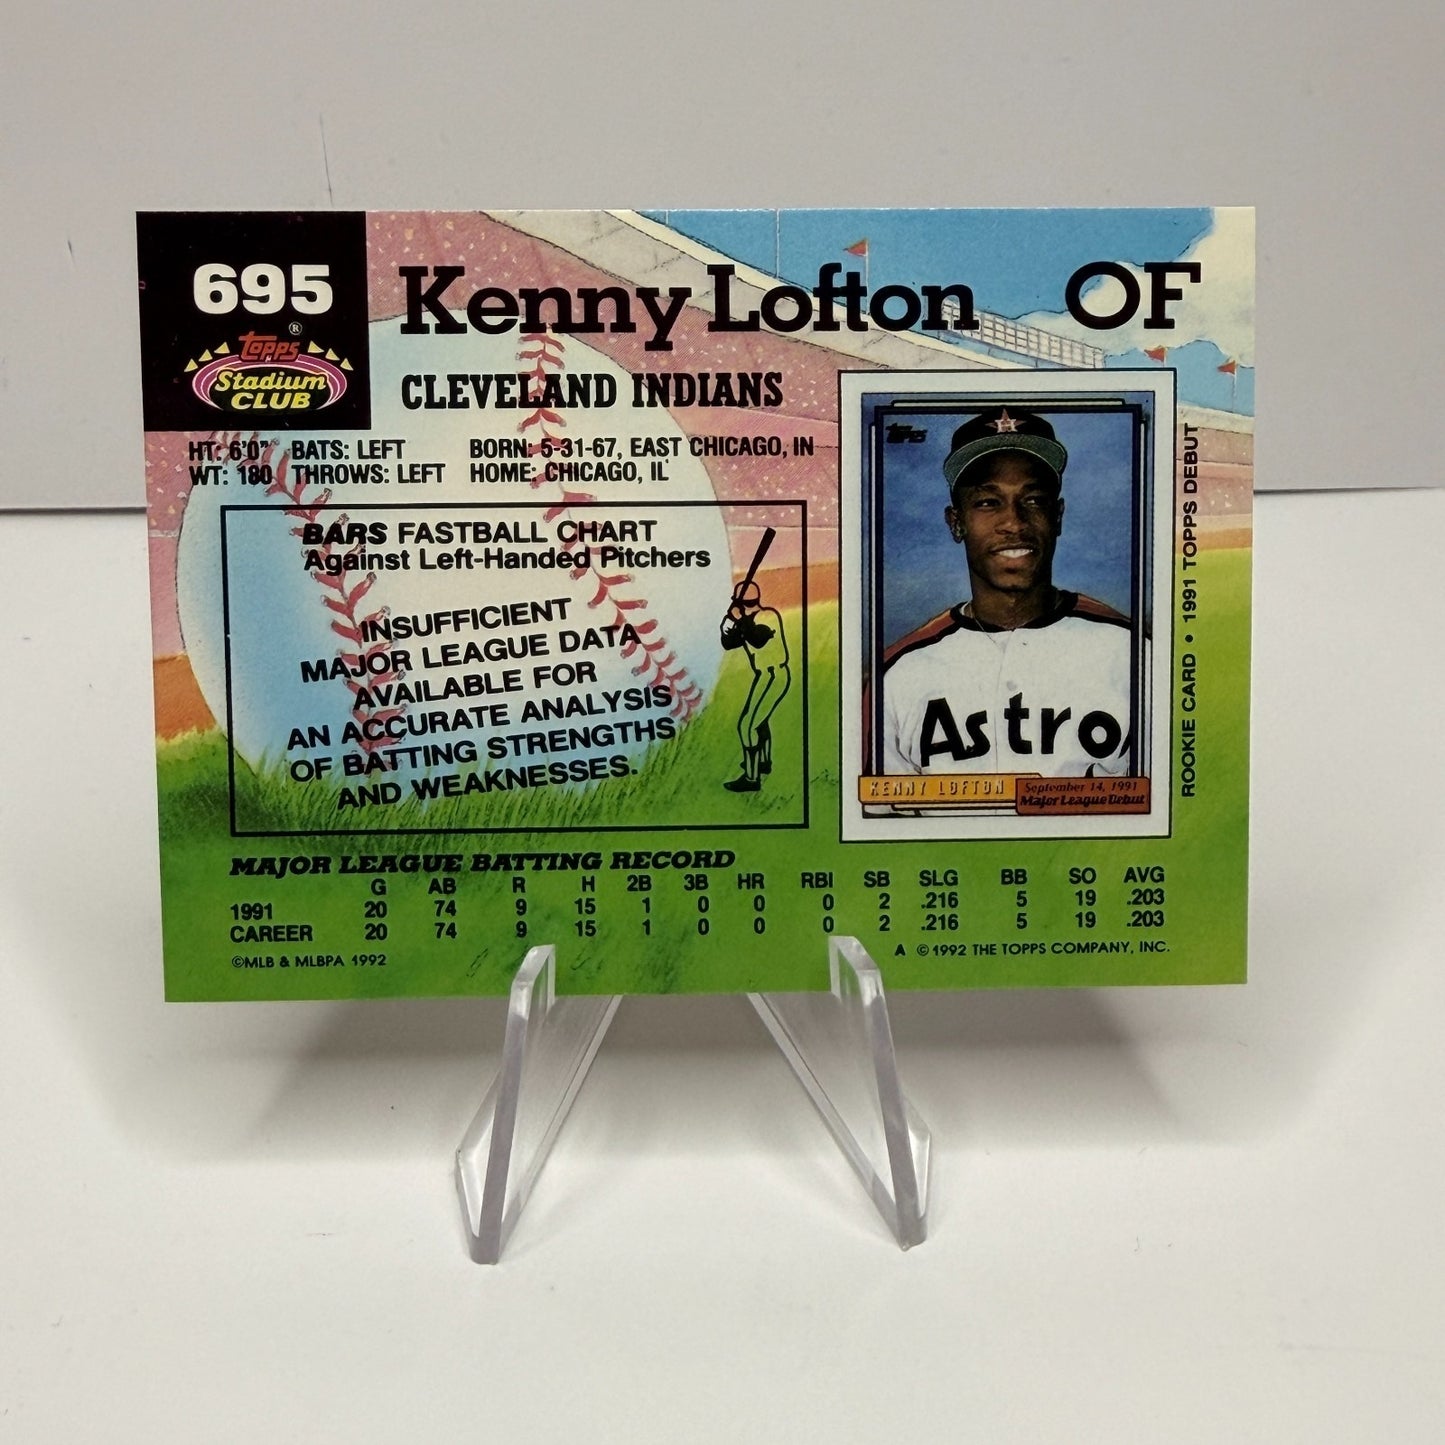 695
Kenny Lofton OF
TOPPS ®
Stadium
CLUB
CLEVELAND INDIANS
HT: 6'0" BATS: LEFT BORN: 5-31-67, EAST CHICAGO, IN
WT: 180 THROWS: LEFT HOME: CHICAGO, IL
BARS FASTBALL CHART
Against Left-Handed Pitchers
INSUFFICIENT
MAJOR LEAGUE DATA
AVAILABLE FOR
AN ACCURATE ANALYSIS
OF BATTING STRENGTHS
AND WEAKNESSES.
Topps
H
Astro
KENNY LOFTON
September 14, 1991
Major League Debut
ROOKIE CARD • 1991 TOPPS DEBUT
MAJOR LEAGUE BATTING RECORD
G AB R H 2B 3B HR RBI SB SLG BB SO AVG
1991 20 74 9 15 1 0 0 0 2 .216 5 19 .203
CAREER 20 74 9 15 1 0 0 0 2 .216 5 19 .203
©MLB & MLBPA 1992
A ©1992 THE TOPPS COMPANY, INC.